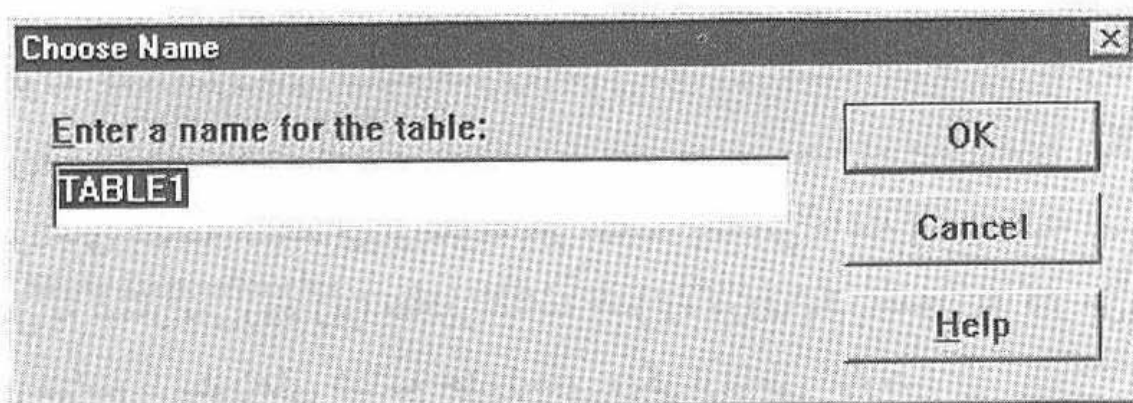 Choose Name
Enter a name for the table:
TABLE1
OK
Cancel
Help